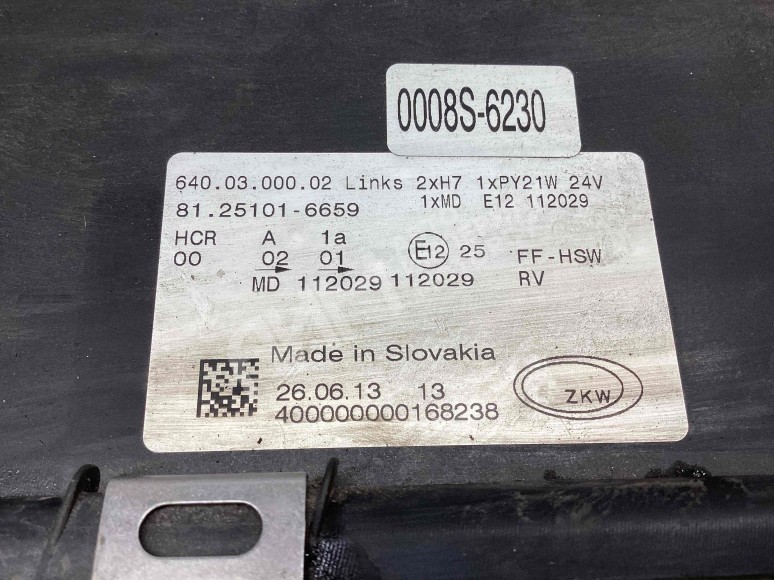 0008S-6230
640.03.000.02 Links 2xH7 1xPY21W 24V
81.25101-6659 1xMD E12 112029
HCR A 1a E12 25 FF-HSW
00 02 01
MD 112029 112029 RV
Made in Slovakia
26.06.13 13
400000000168238
ZKW